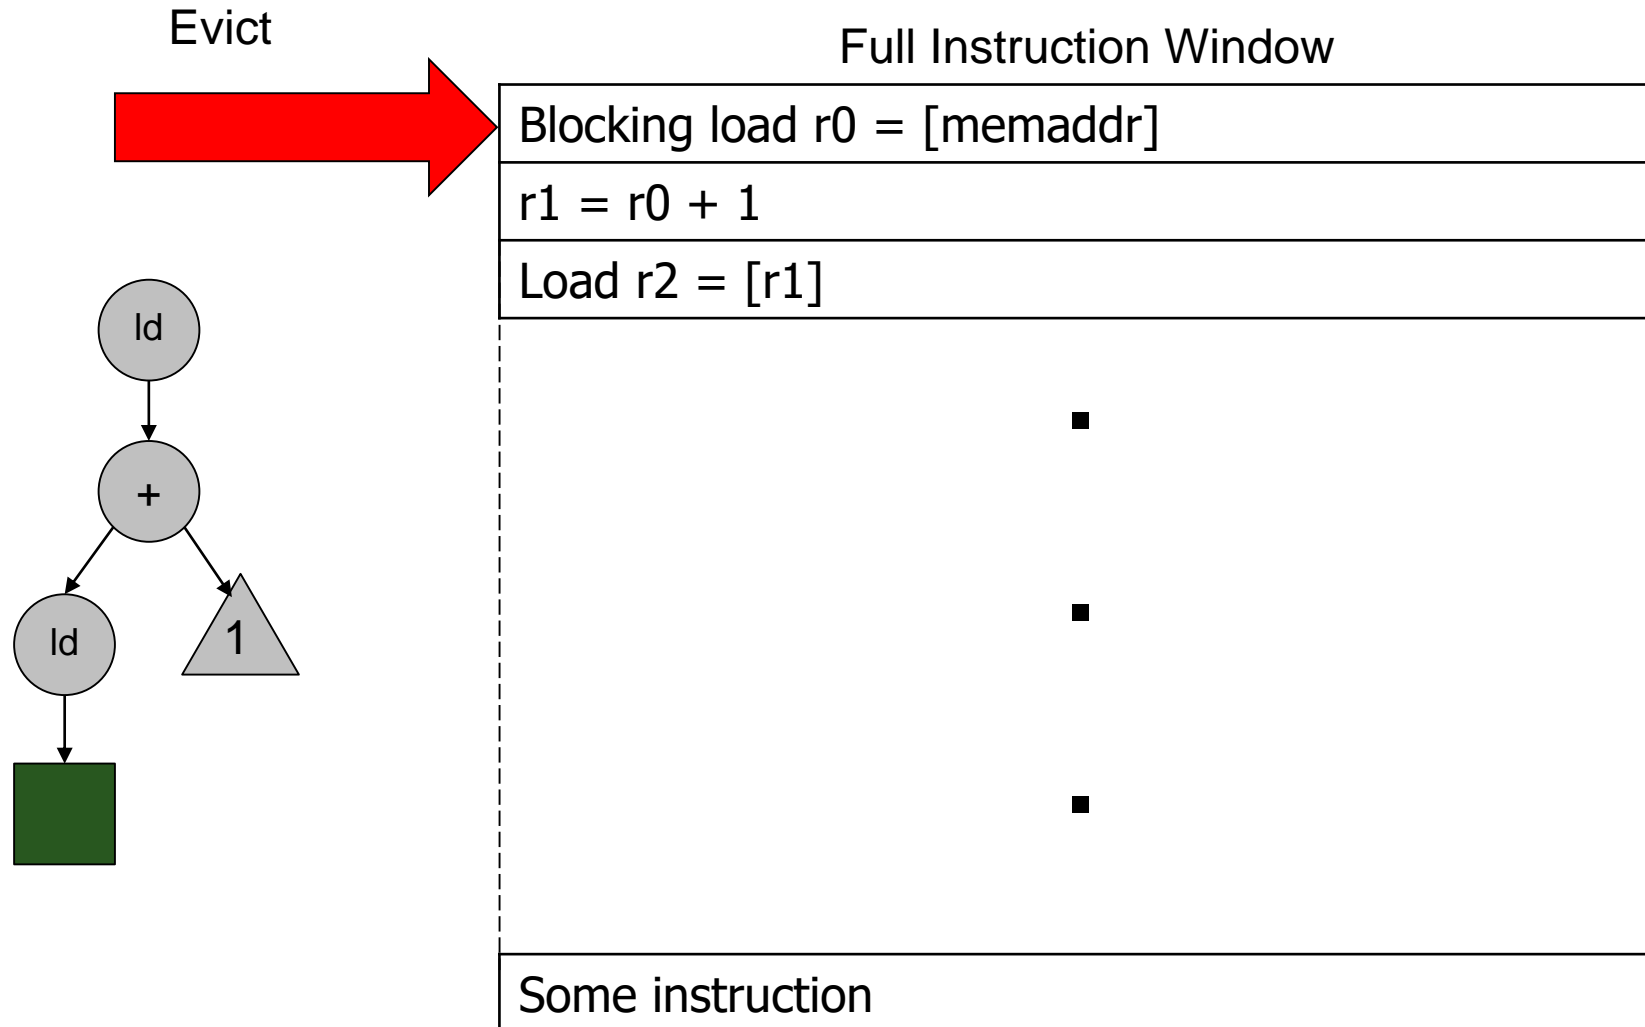 Evict
Full Instruction Window
Blocking load r0 = [memaddr]
r1 = r0 + 1
Load r2 = [r1]
ld
+
ld
1
Some instruction